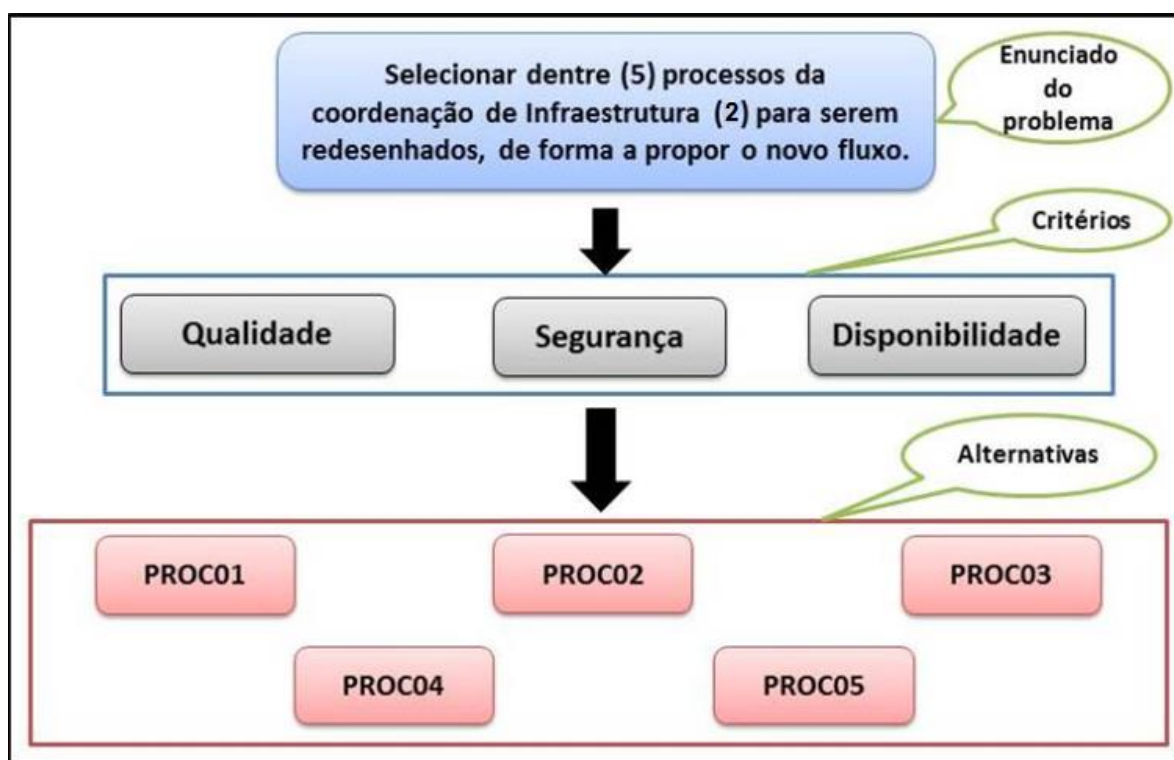 Selecionar dentre (5) processos da
coordenação de Infraestrutura (2) para serem
redesenhados, de forma a propor o novo fluxo.
Enunciado
do
problema
Critérios
Qualidade
Segurança
Disponibilidade
Alternativas
PROC01
PROC02
PROC03
PROC04
PROC05